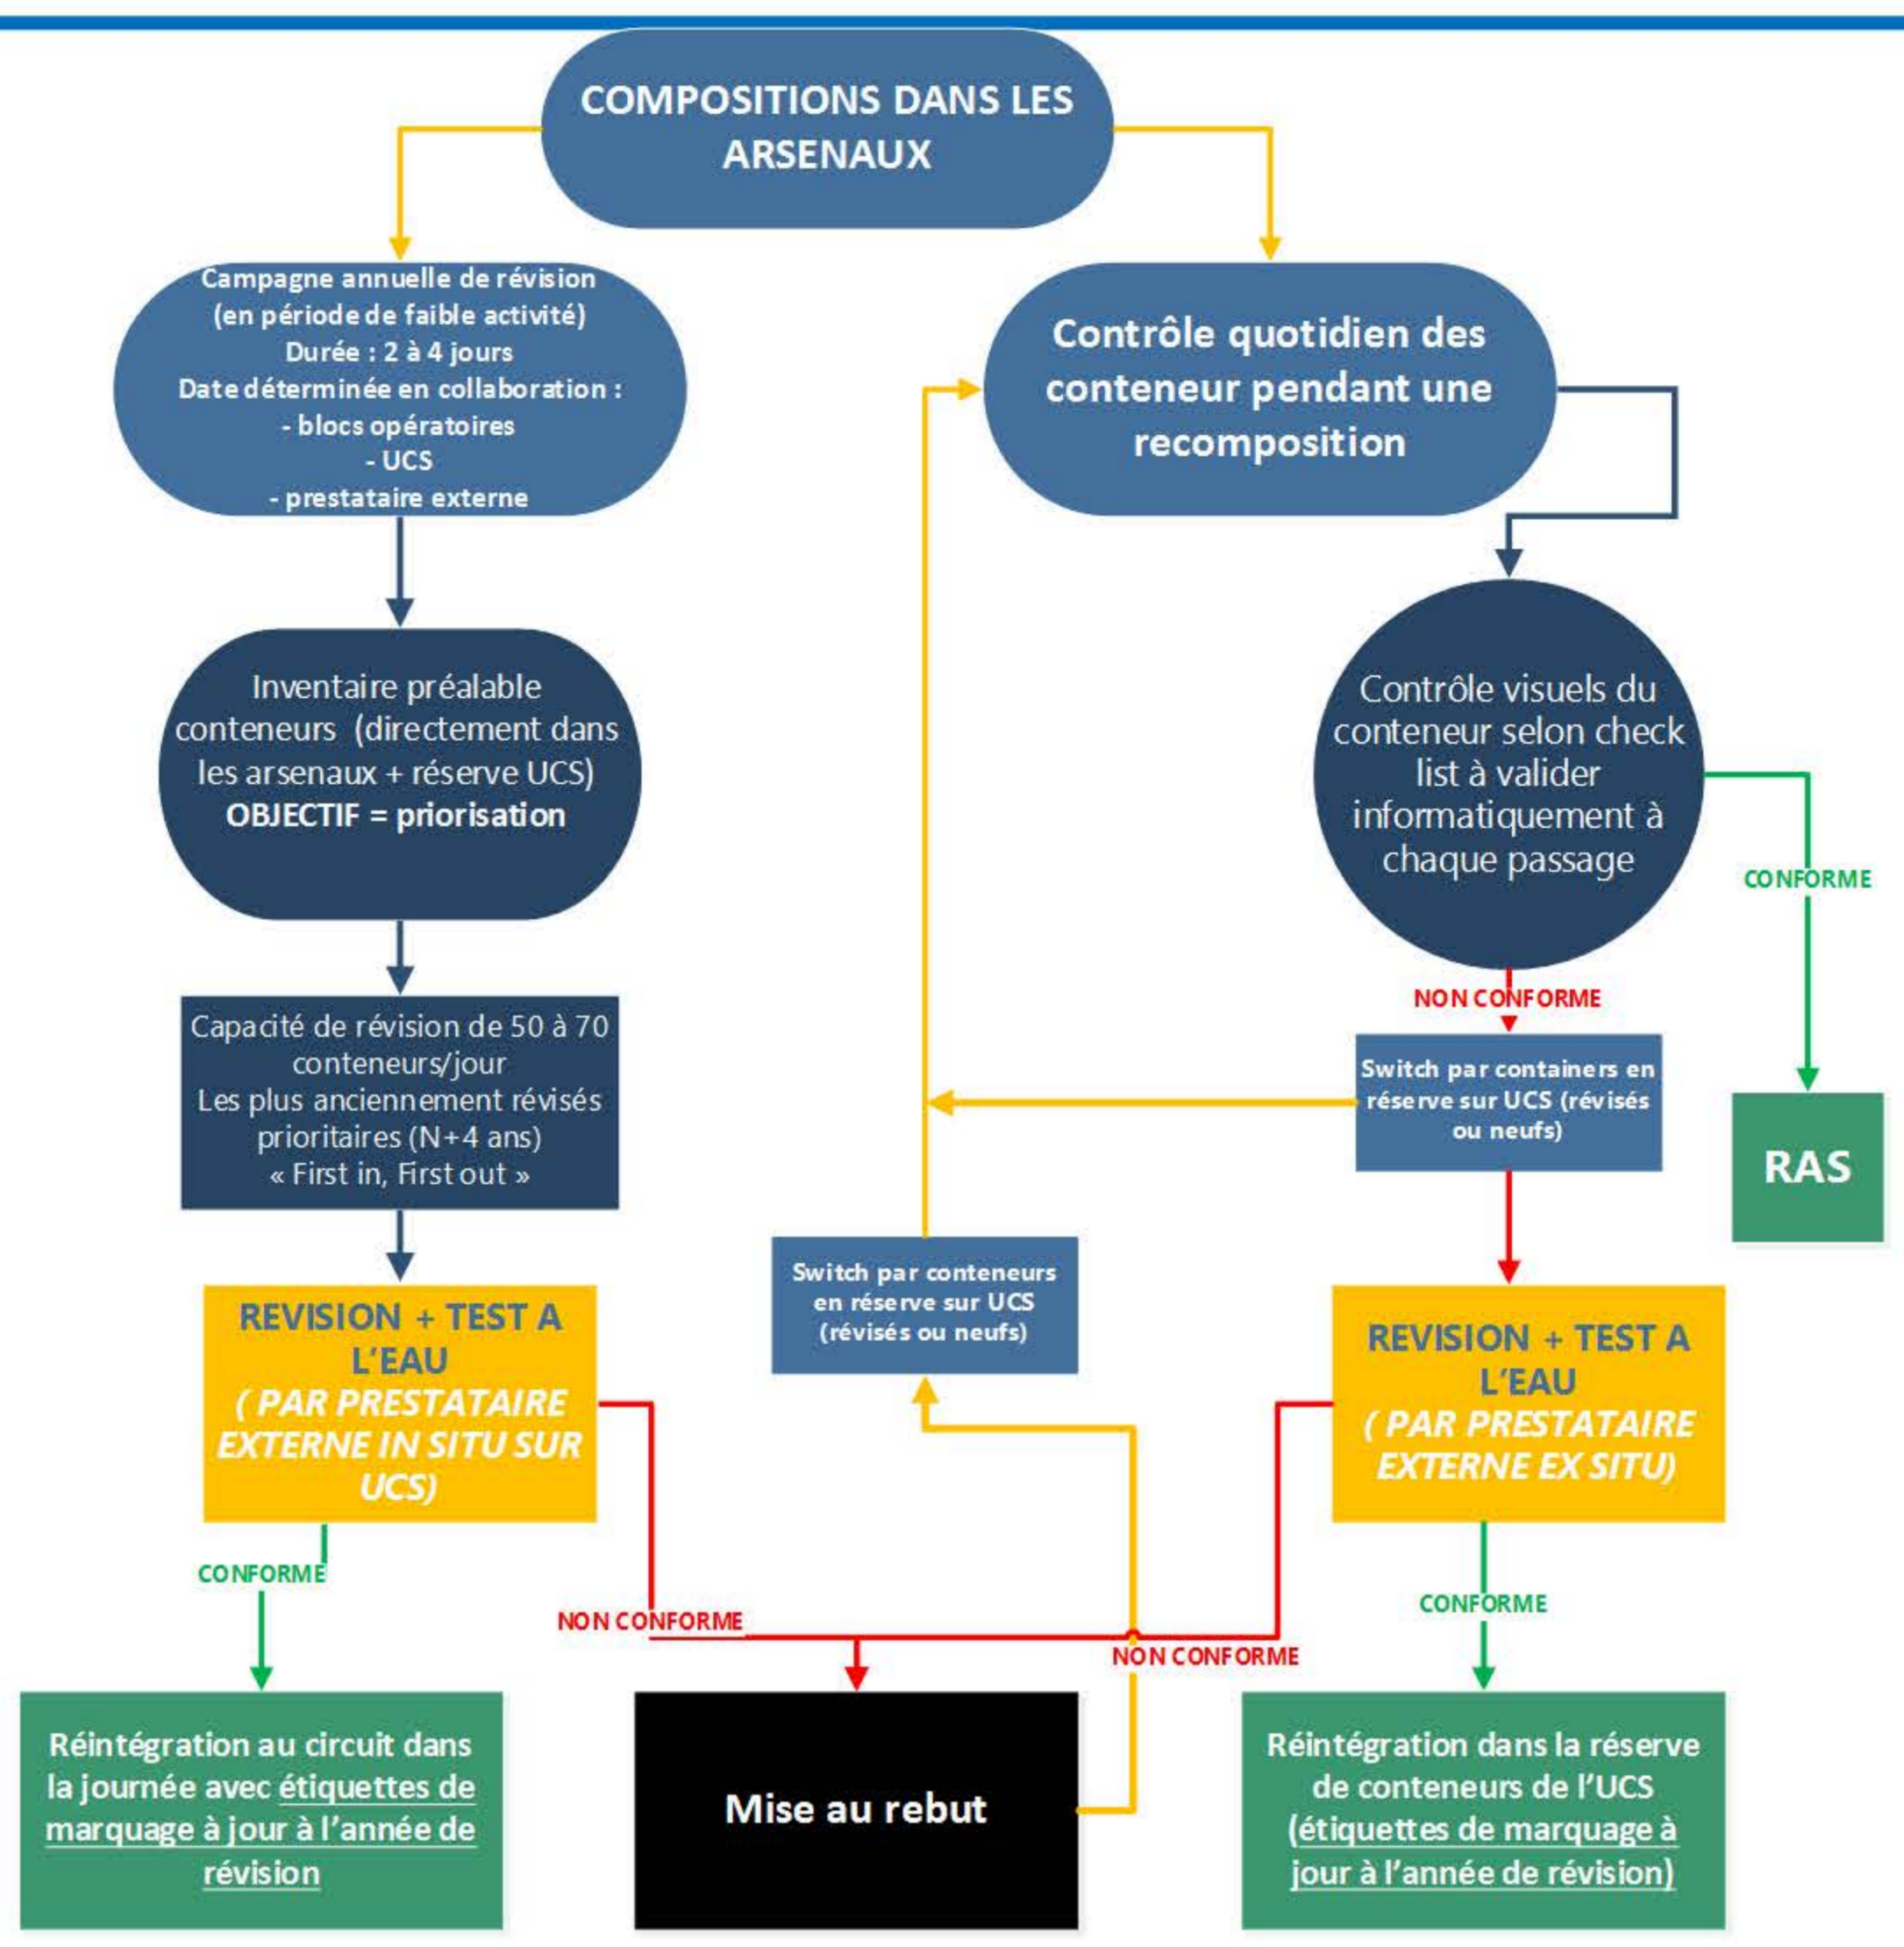 COMPOSITIONS DANS LES
ARSENAUX
Campagne annuelle de révision
(en période de faible activité)
Durée : 2 à 4 jours
Date déterminée en collaboration :
- blocs opératoires
- UCS
- prestataire externe
Contrôle quotidien des
conteneur pendant une
recomposition
Inventaire préalable
conteneurs (directement dans
les arsenaux + réserve UCS)
OBJECTIF = priorisation
Contrôle visuels du
conteneur selon check
list à valider
informatiquement à
chaque passage
CONFORME
NON CONFORME
Capacité de révision de 50 à 70
conteneurs/jour
Les plus anciennement révisés
prioritaires (N+4 ans)
« First in, First out »
Switch par containers en
réserve sur UCS (révisés
ou neufs)
RAS
Switch par conteneurs
en réserve sur UCS
(révisés ou neufs)
REVISION + TEST A
L'EAU
( PAR PRESTATAIRE
EXTERNE IN SITU SUR
UCS)
REVISION + TEST A
L'EAU
( PAR PRESTATAIRE
EXTERNE EX SITU)
CONFORME
NON CONFORME
NON CONFORME
CONFORME
Réintégration au circuit dans
la journée avec étiquettes de
marquage à jour à l'année de
révision
Mise au rebut
Réintégration dans la réserve
de conteneurs de l'UCS
(étiquettes de marquage à
jour à l'année de révision)